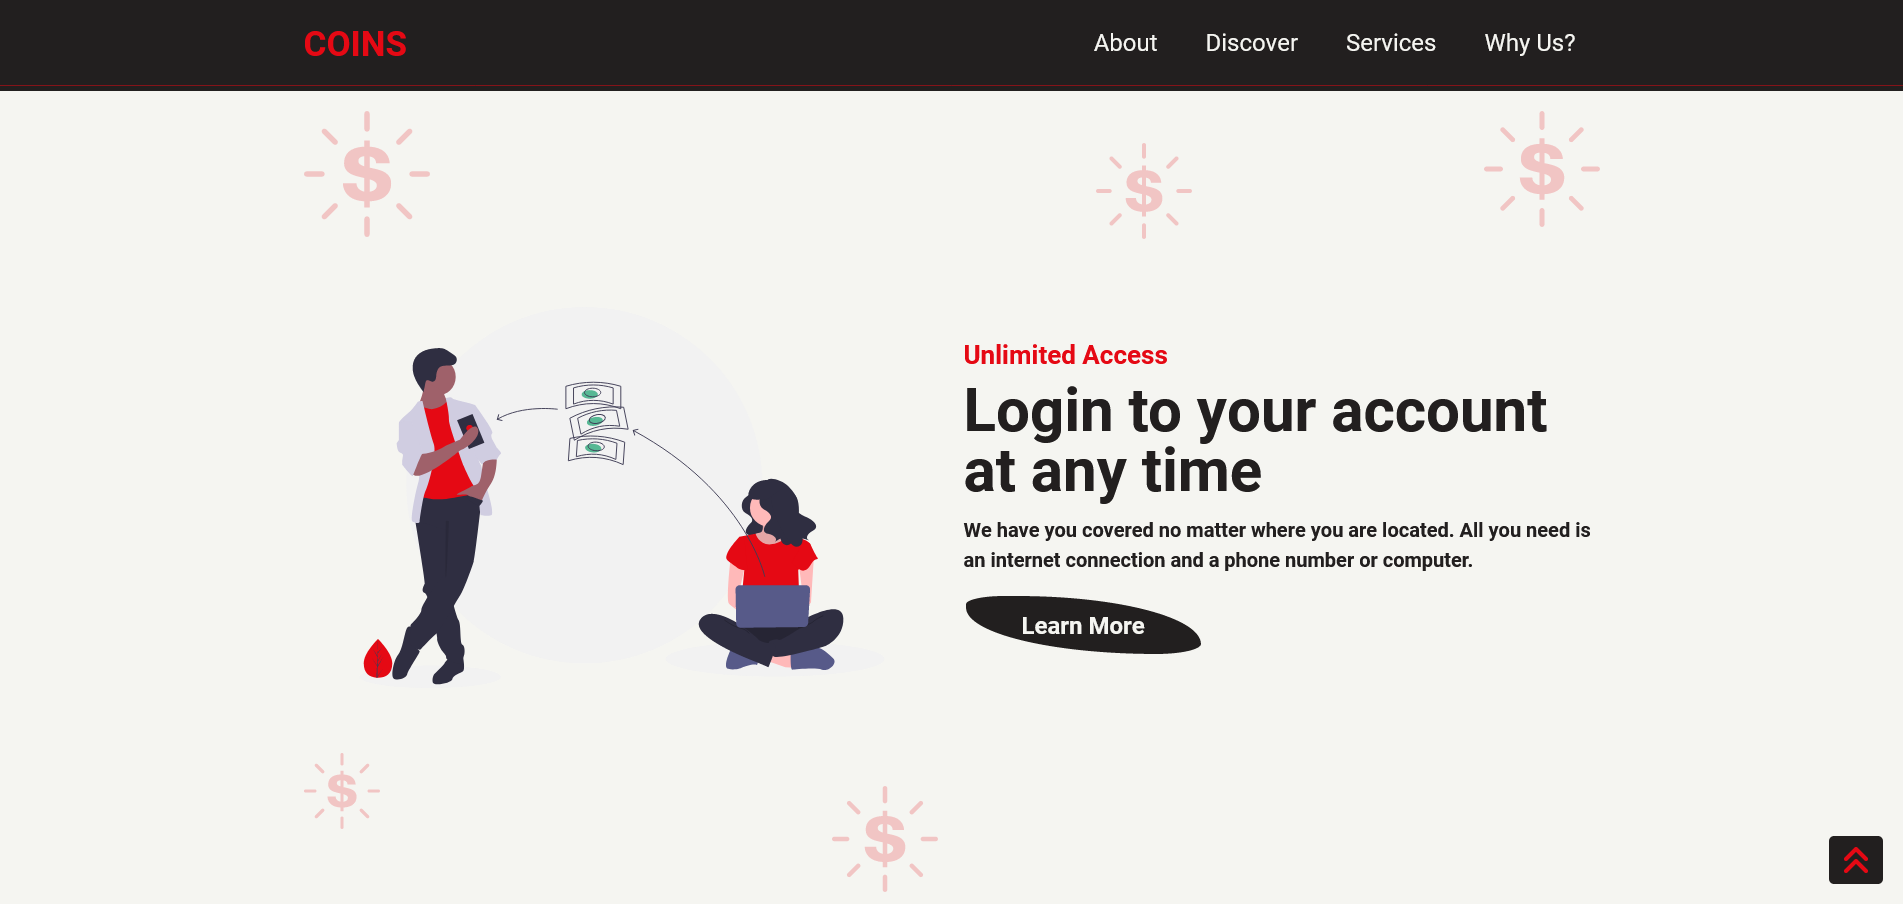 COINS
About
Discover
Services
Why Us?
Unlimited Access
Login to your account
at any time
We have you covered no matter where you are located. All you need is
an internet connection and a phone number or computer.
Learn More